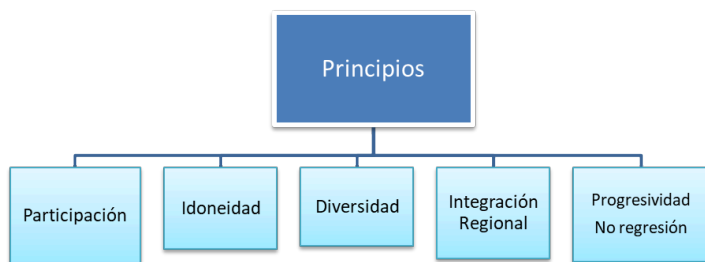 Principios
Participación
Idoneidad
Diversidad
Integración
Regional
Progresividad
No regresión